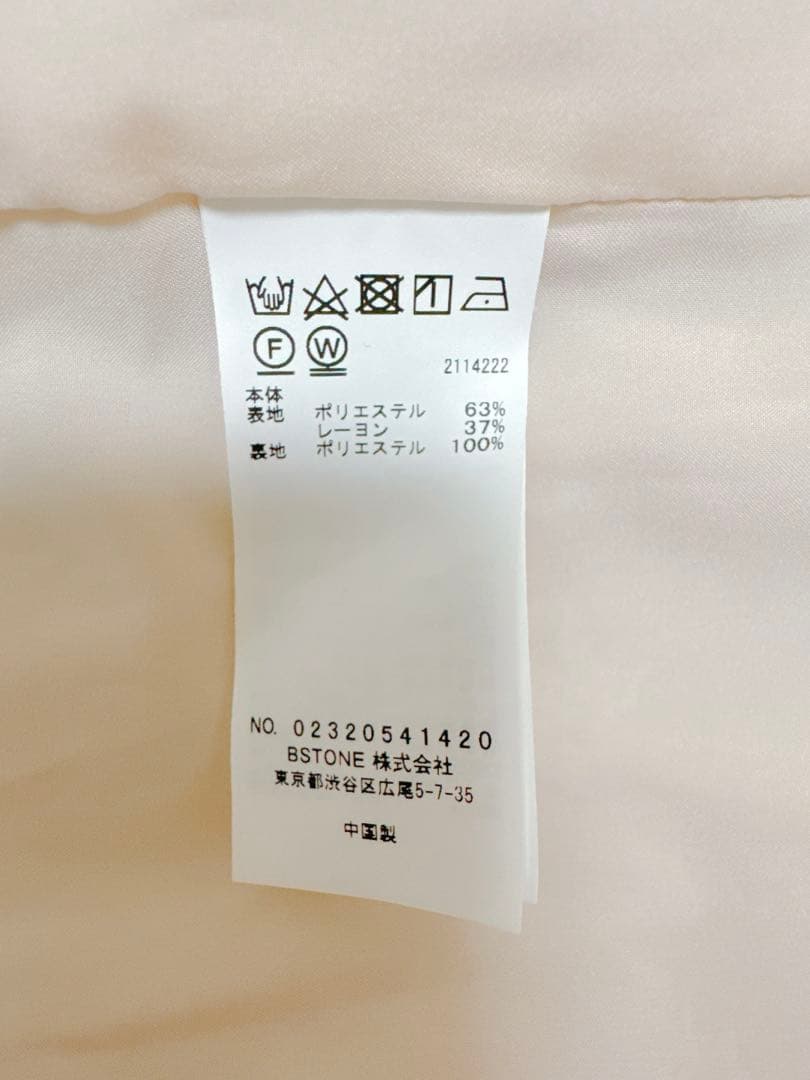 F W
2114222
本体
表地 ポリエステル 63%
レーヨン 37%
裏地 ポリエステル 100%
NO. 02320541420
BSTONE 株式会社
東京都渋谷区広尾5-7-35
中国製